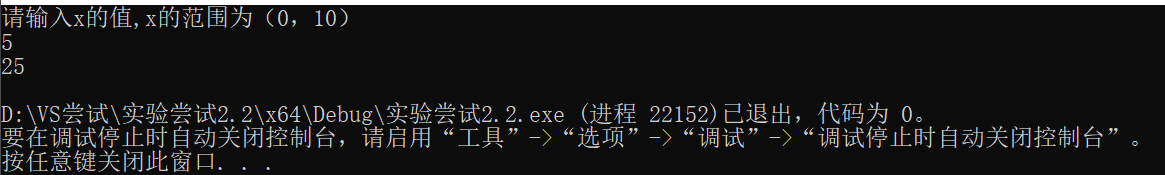 请输入x的值,x的范围为（0，10）
5
25
D:\VS尝试\实验尝试2.2\x64\Debug\实验尝试2.2.exe (进程 22152)已退出，代码为 0。
要在调试停止时自动关闭控制台，请启用“工具”->“选项”->“调试”->“调试停止时自动关闭控制台”。
按任意键关闭此窗口. . .